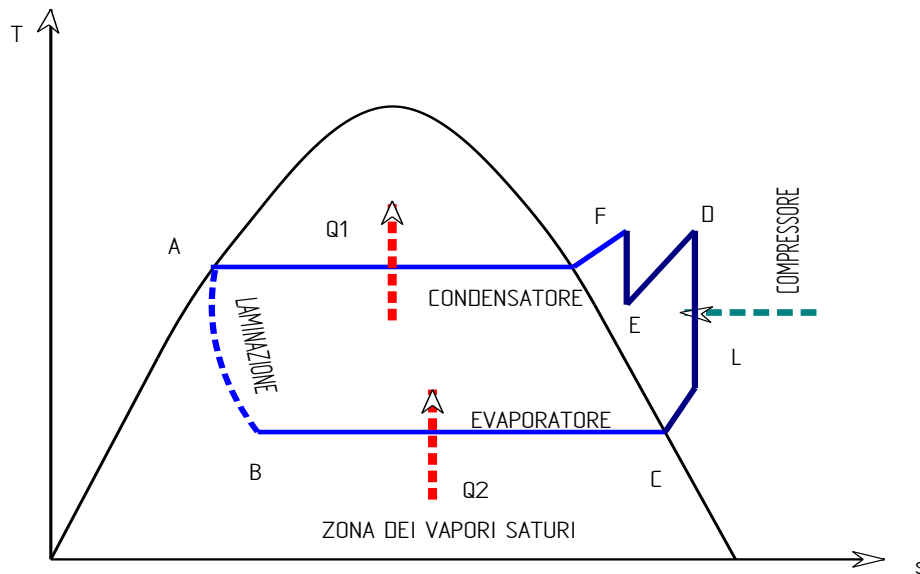 T
F
D
COMPRESSORE
Q1
A
CONDENSATORE
E
LAMINAZIONE
L
EVAPORATORE
B
C
Q2
ZONA DEI VAPORI SATURI
s